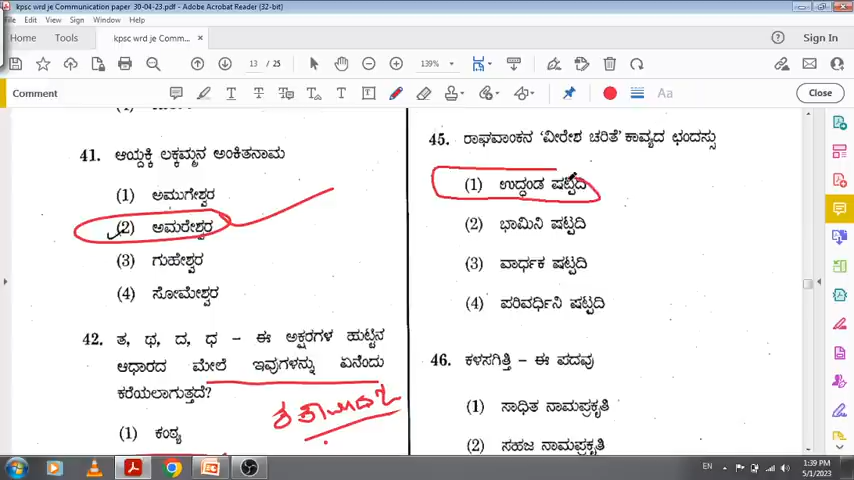 kpsc wrd je Communication paper 30-04-23.pdf - Adobe Acrobat Reader (32-bit)
File Edit View Sign Window Help
Home Tools kpsc wrd je Comm... × Sign In
13 / 25 139%
Comment Close
41. ಆಯ್ದಕ್ಕಿ ಲಕ್ಕಮ್ಮನ ಅಂಕಿತನಾಮ
(1) ಅಮುಗೇಶ್ವರ
(2) ಅಮರೇಶ್ವರ
(3) ಗುಹೇಶ್ವರ
(4) ಸೋಮೇಶ್ವರ
42. ತ, ಥ, ದ, ಧ – ಈ ಅಕ್ಷರಗಳ ಹುಟ್ಟಿನ
ಆಧಾರದ ಮೇಲೆ ಇವುಗಳನ್ನು ಏನೆಂದು
ಕರೆಯಲಾಗುತ್ತದೆ?
(1) ಕಂಠ್ಯ
45. ರಾಘವಾಂಕನ 'ವೀರೇಶ ಚರಿತೆ' ಕಾವ್ಯದ ಛಂದಸ್ಸು
(1) ಉದ್ಧಂಡ ಷಟ್ಪದಿ
(2) ಭಾಮಿನಿ ಷಟ್ಪದಿ
(3) ವಾರ್ಧಕ ಷಟ್ಪದಿ
(4) ಪರಿವರ್ಧಿನಿ ಷಟ್ಪದಿ
46. ಕಳಸಗಿತ್ತಿ – ಈ ಪದವು
(1) ಸಾಧಿತ ನಾಮಪ್ರಕೃತಿ
(2) ಸಹಜ ನಾಮಪ್ರಕೃತಿ
EN 1:39 PM
5/1/2023